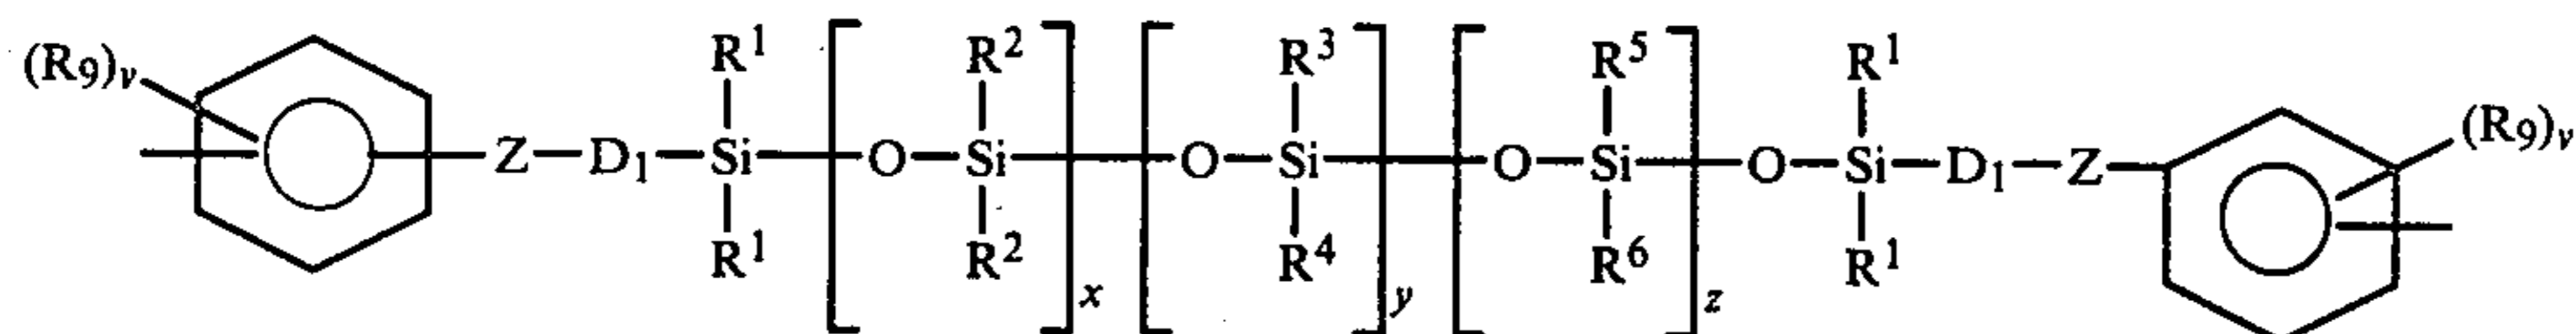 (R₉)ᵥ R¹ R² R³ R⁵ R¹ (R₉)ᵥ
Z—D₁—Si—[O—Si]—[O—Si]—[O—Si]—O—Si—D₁—Z
R¹ R² R⁴ R⁶ R¹
x y z